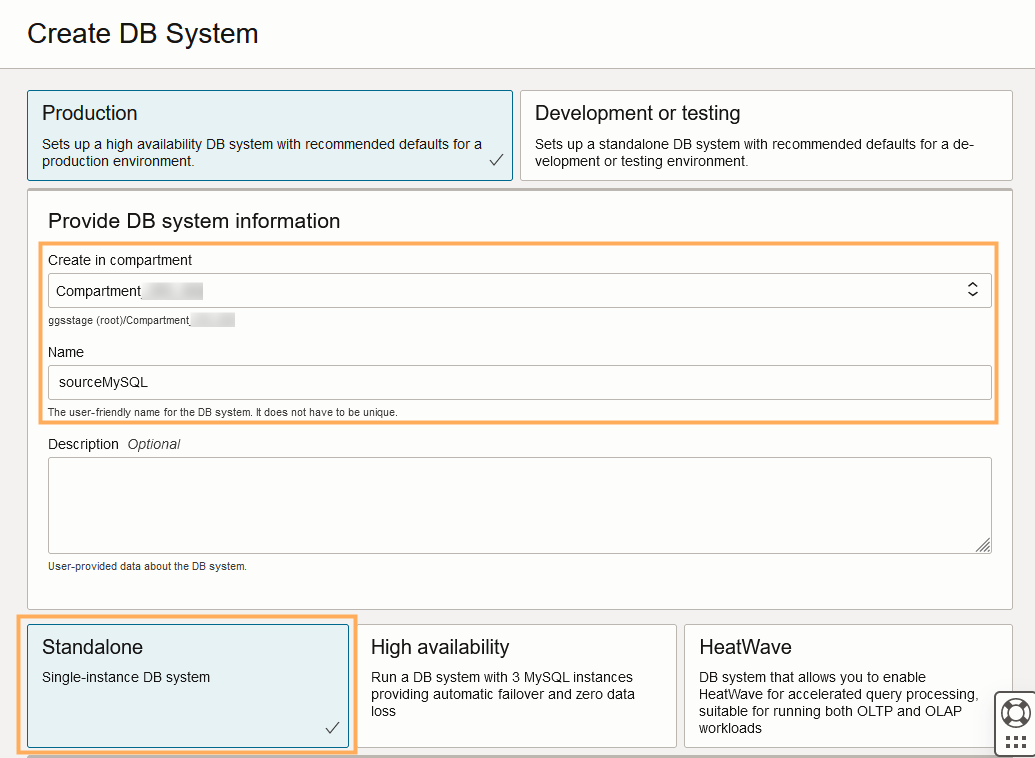 Create DB System
Production
Sets up a high availability DB system with recommended defaults for a
production environment.
Development or testing
Sets up a standalone DB system with recommended defaults for a de-
velopment or testing environment.
Provide DB system information
Create in compartment
Compartment
ggsstage (root)/Compartment
Name
sourceMySQL
The user-friendly name for the DB system. It does not have to be unique.
Description Optional
User-provided data about the DB system.
Standalone
Single-instance DB system
High availability
Run a DB system with 3 MySQL instances
providing automatic failover and zero data
loss
HeatWave
DB system that allows you to enable
HeatWave for accelerated query processing,
suitable for running both OLTP and OLAP
workloads